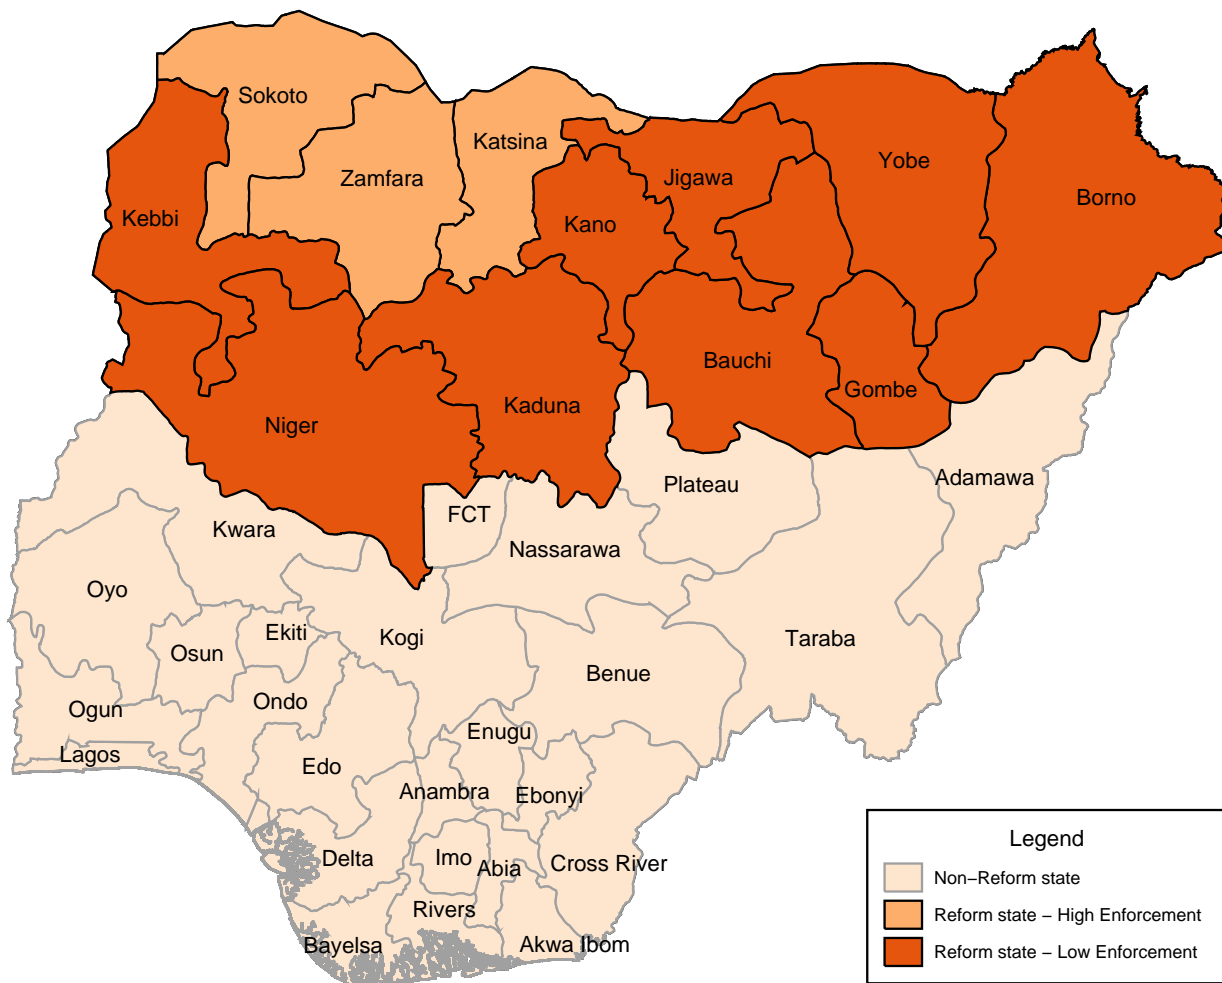 Sokoto
Katsina
Zamfara
Jigawa
Yobe
Borno
Kebbi
Kano
Bauchi
Gombe
Kaduna
Niger
Plateau
Adamawa
FCT
Kwara
Nassarawa
Oyo
Ekiti
Kogi
Taraba
Osun
Benue
Ondo
Ogun
Enugu
Lagos
Edo
Anambra
Ebonyi
Delta
Imo
Abia
Cross River
Rivers
Bayelsa
Akwa Ibom
Legend
Non−Reform state
Reform state − High Enforcement
Reform state − Low Enforcement